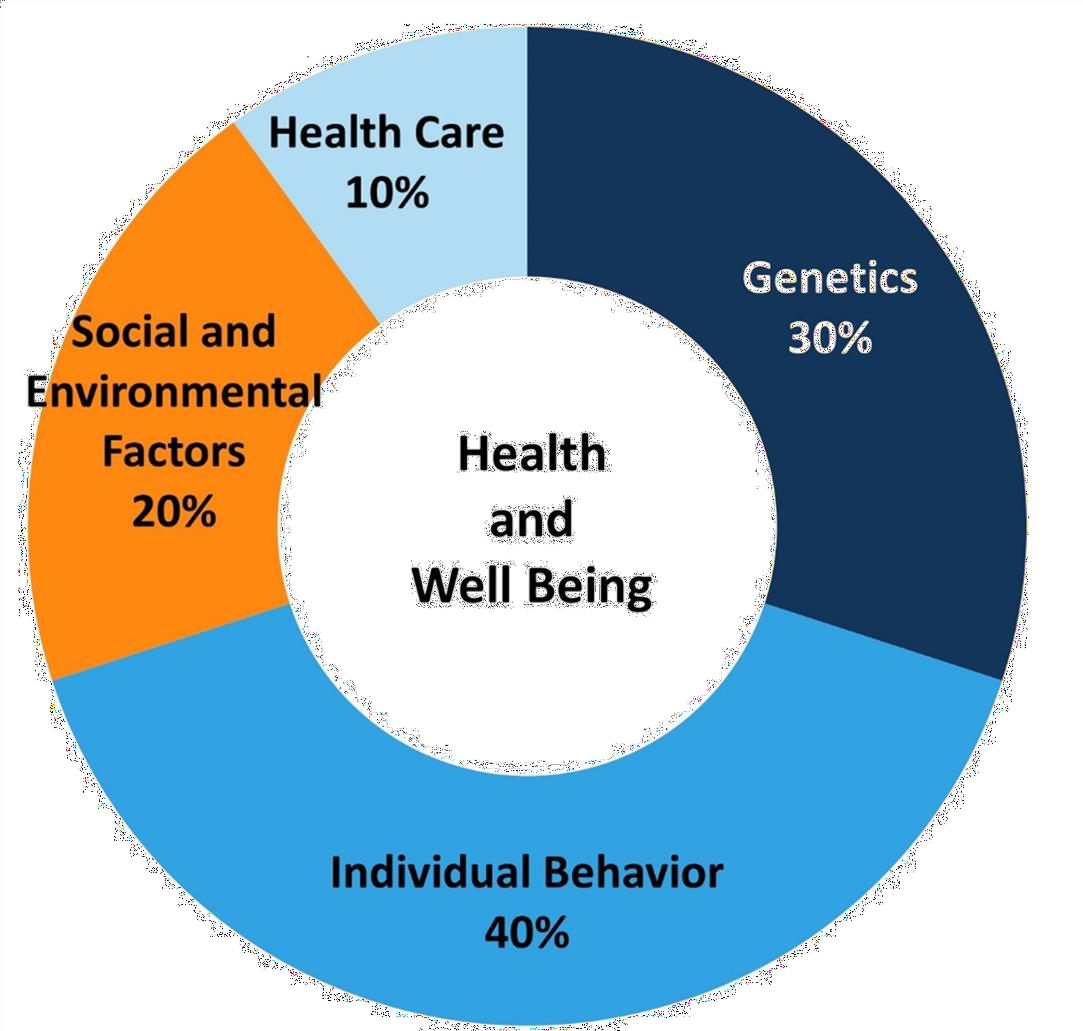 Health Care
10%
Genetics
30%
Social and
Environmental
Factors
20%
Health
and
Well Being
Individual Behavior
40%